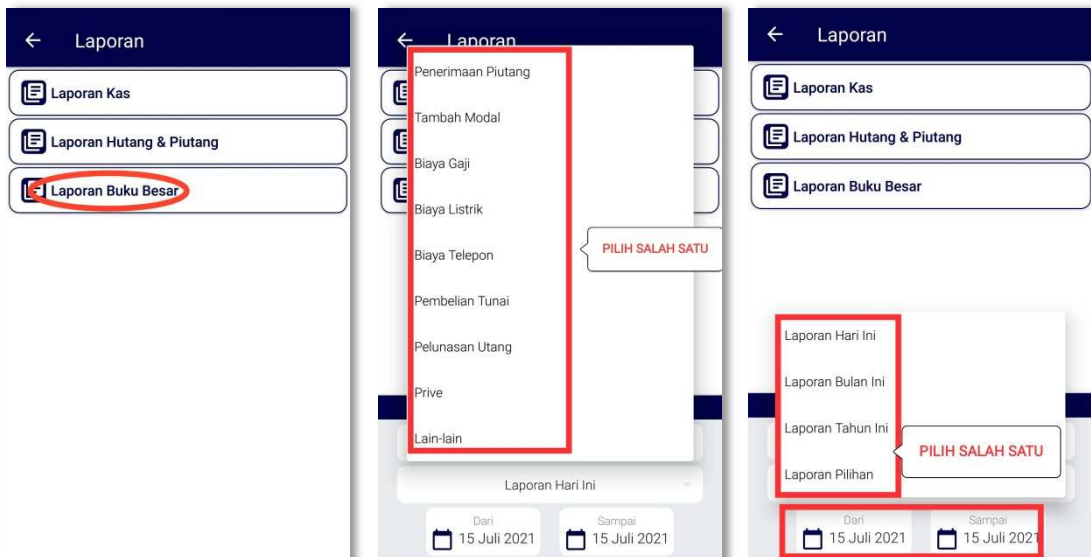 Laporan
Laporan Kas
Laporan Hutang & Piutang
Laporan Buku Besar
Laporan
Penerimaan Piutang
Tambah Modal
Biaya Gaji
Biaya Listrik
Biaya Telepon
Pembelian Tunai
Pelunasan Utang
Prive
Lain-lain
PILIH SALAH SATU
Laporan Hari Ini
Dari
15 Juli 2021
Sampai
15 Juli 2021
Laporan
Laporan Kas
Laporan Hutang & Piutang
Laporan Buku Besar
Laporan Hari Ini
Laporan Bulan Ini
Laporan Tahun Ini
Laporan Pilihan
PILIH SALAH SATU
Dari
15 Juli 2021
Sampai
15 Juli 2021